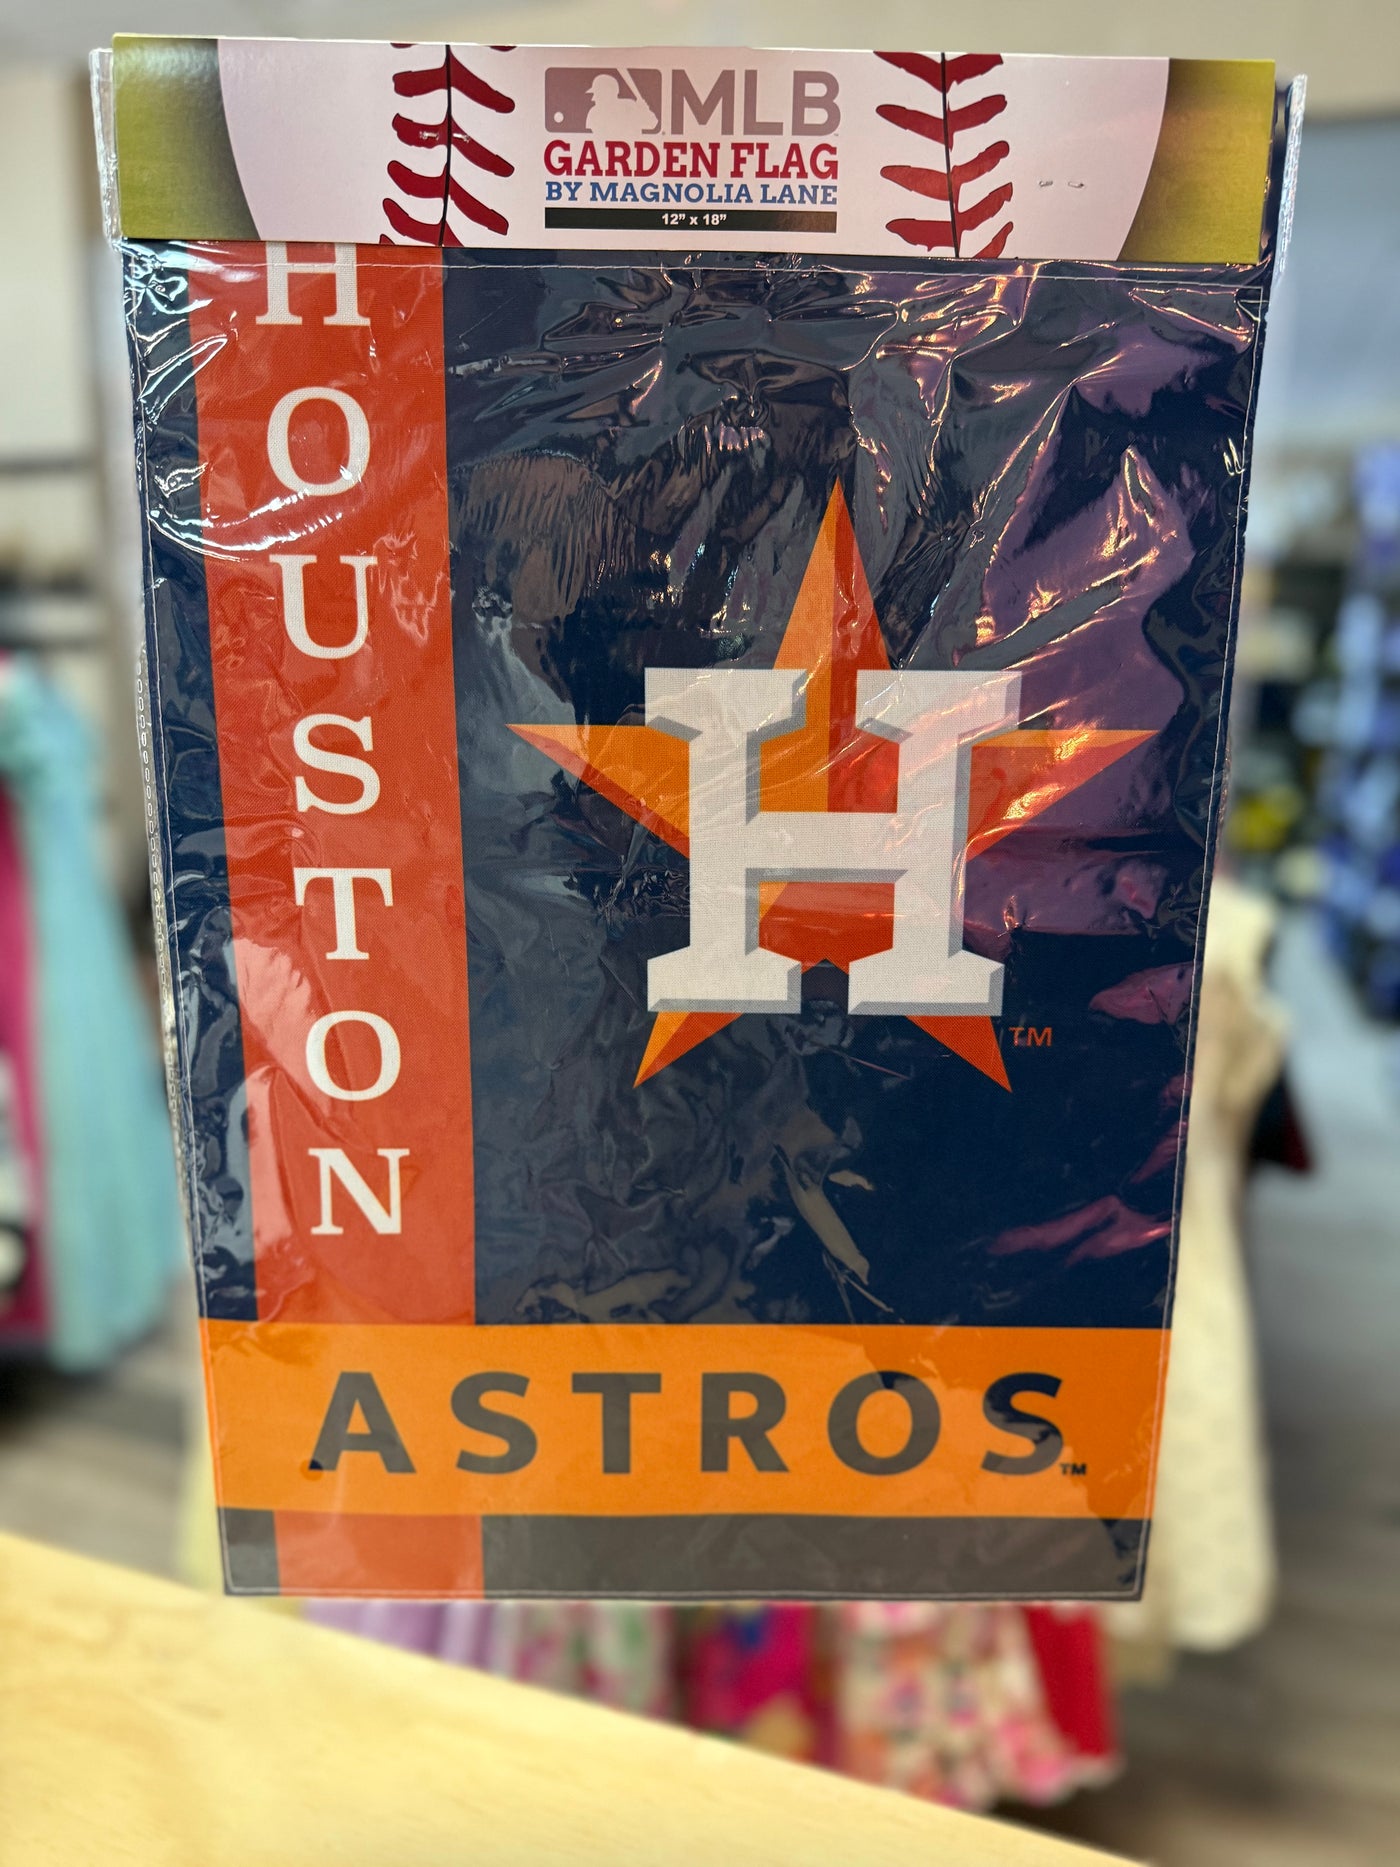 MLB
GARDEN FLAG
BY MAGNOLIA LANE
12" x 18"
HOUSTON
H
TM
ASTROS TM